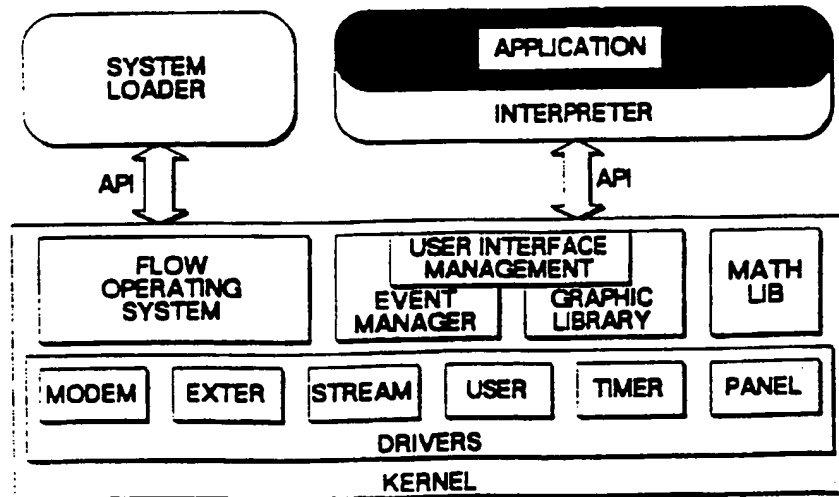 SYSTEM
LOADER
APPLICATION
INTERPRETER
API
API
FLOW
OPERATING
SYSTEM
USER INTERFACE
MANAGEMENT
EVENT
MANAGER
GRAPHIC
LIBRARY
MATH
LIB
MODEM
EXTER
STREAM
USER
TIMER
PANEL
DRIVERS
KERNEL